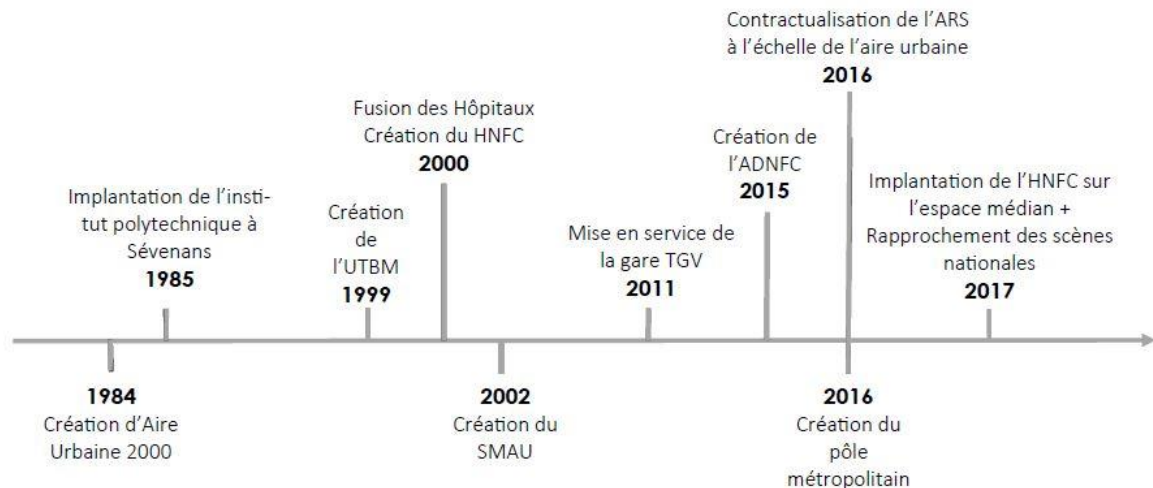 Contractualisation de l'ARS
à l'échelle de l'aire urbaine
2016
Fusion des Hôpitaux
Création du HNFC
2000
Création de
l'ADNFC
2015
Implantation de l'insti-
tut polytechnique à
Sévenans
1985
Création
de
l'UTBM
1999
Mise en service de
la gare TGV
2011
Implantation de l'HNFC sur
l'espace médian +
Rapprochement des scènes
nationales
2017
1984
Création d'Aire
Urbaine 2000
2002
Création du
SMAU
2016
Création du
pôle
métropolitain